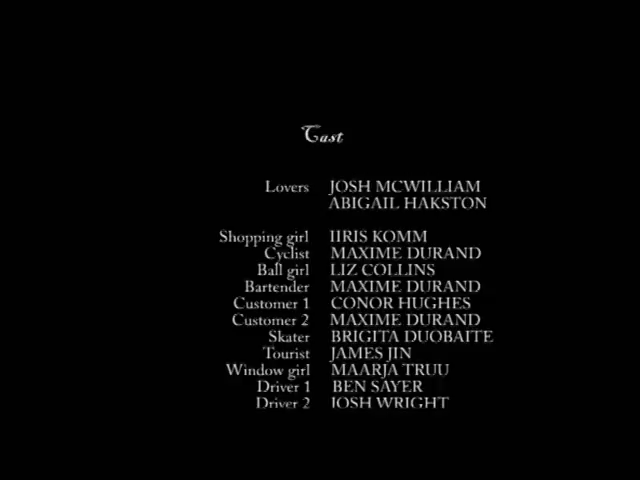 Cast
Lovers JOSH MCWILLIAM
ABIGAIL HAKSTON
Shopping girl IIRIS KOMM
Cyclist MAXIME DURAND
Ball girl LIZ COLLINS
Bartender MAXIME DURAND
Customer 1 CONOR HUGHES
Customer 2 MAXIME DURAND
Skater BRIGITA DUOBAITE
Tourist JAMES JIN
Window girl MAARJA TRUU
Driver 1 BEN SAYER
Driver 2 JOSH WRIGHT